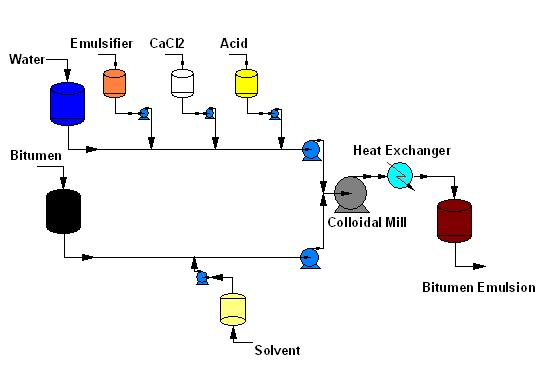 Emulsifier
CaCl2
Acid
Water
Bitumen
Heat Exchanger
Colloidal Mill
Bitumen Emulsion
Solvent